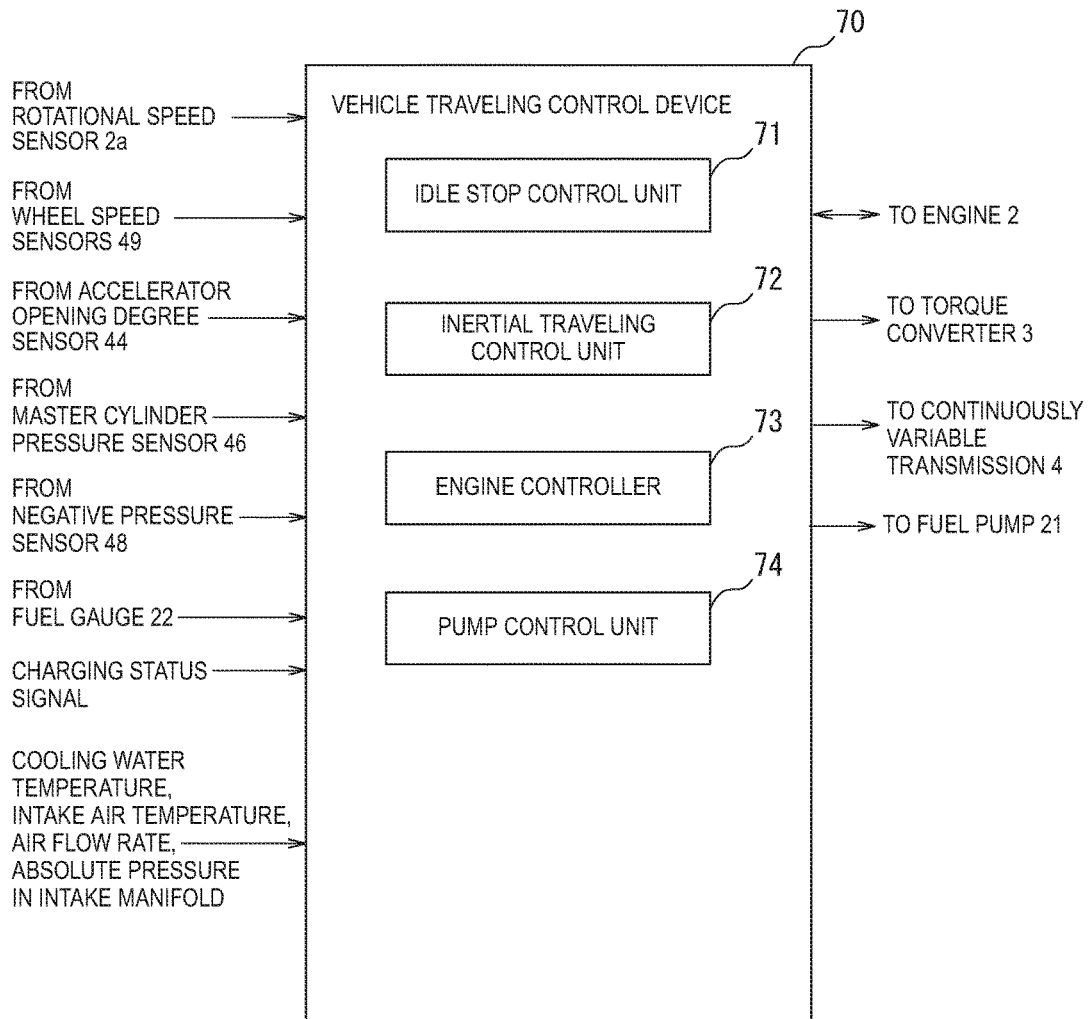 70
VEHICLE TRAVELING CONTROL DEVICE
FROM
ROTATIONAL SPEED
SENSOR 2a
FROM
WHEEL SPEED
SENSORS 49
FROM ACCELERATOR
OPENING DEGREE
SENSOR 44
FROM
MASTER CYLINDER
PRESSURE SENSOR 46
FROM
NEGATIVE PRESSURE
SENSOR 48
FROM
FUEL GAUGE 22
CHARGING STATUS
SIGNAL
COOLING WATER
TEMPERATURE,
INTAKE AIR TEMPERATURE,
AIR FLOW RATE,
ABSOLUTE PRESSURE
IN INTAKE MANIFOLD
71
IDLE STOP CONTROL UNIT
72
INERTIAL TRAVELING
CONTROL UNIT
73
ENGINE CONTROLLER
74
PUMP CONTROL UNIT
TO ENGINE 2
TO TORQUE
CONVERTER 3
TO CONTINUOUSLY
VARIABLE
TRANSMISSION 4
TO FUEL PUMP 21